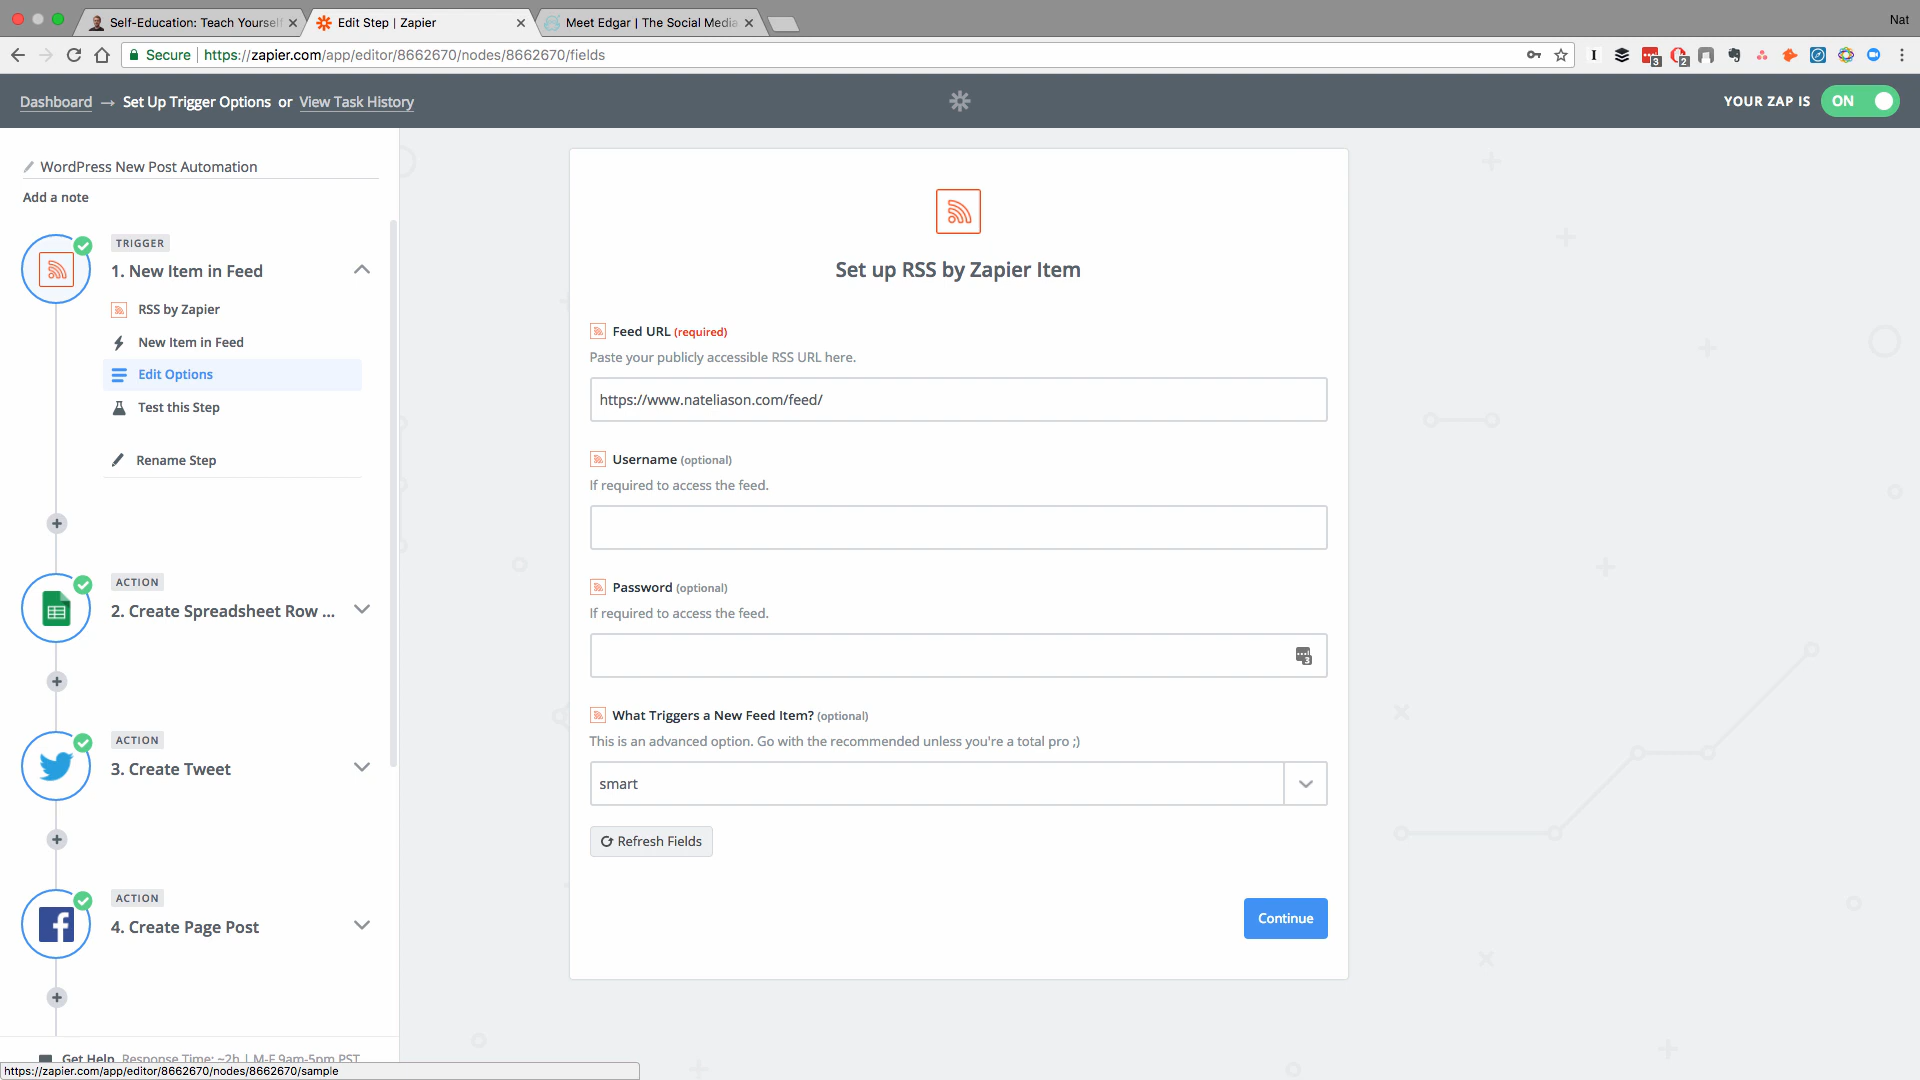 Self-Education: Teach Yourself
Edit Step | Zapier
Meet Edgar | The Social Media
Nat
Secure | https://zapier.com/app/editor/8662670/nodes/8662670/fields
3
2
Dashboard → Set Up Trigger Options or View Task History
YOUR ZAP IS ON
WordPress New Post Automation
Add a note
TRIGGER
1. New Item in Feed
RSS by Zapier
New Item in Feed
Edit Options
Test this Step
Rename Step
ACTION
2. Create Spreadsheet Row ...
ACTION
3. Create Tweet
ACTION
4. Create Page Post
Get Help Response Time: ~2h | M-F 9am-5pm PST
https://zapier.com/app/editor/8662670/nodes/8662670/sample
Set up RSS by Zapier Item
Feed URL (required)
Paste your publicly accessible RSS URL here.
https://www.nateliason.com/feed/
Username (optional)
If required to access the feed.
Password (optional)
If required to access the feed.
3
What Triggers a New Feed Item? (optional)
This is an advanced option. Go with the recommended unless you're a total pro ;)
smart
Refresh Fields
Continue